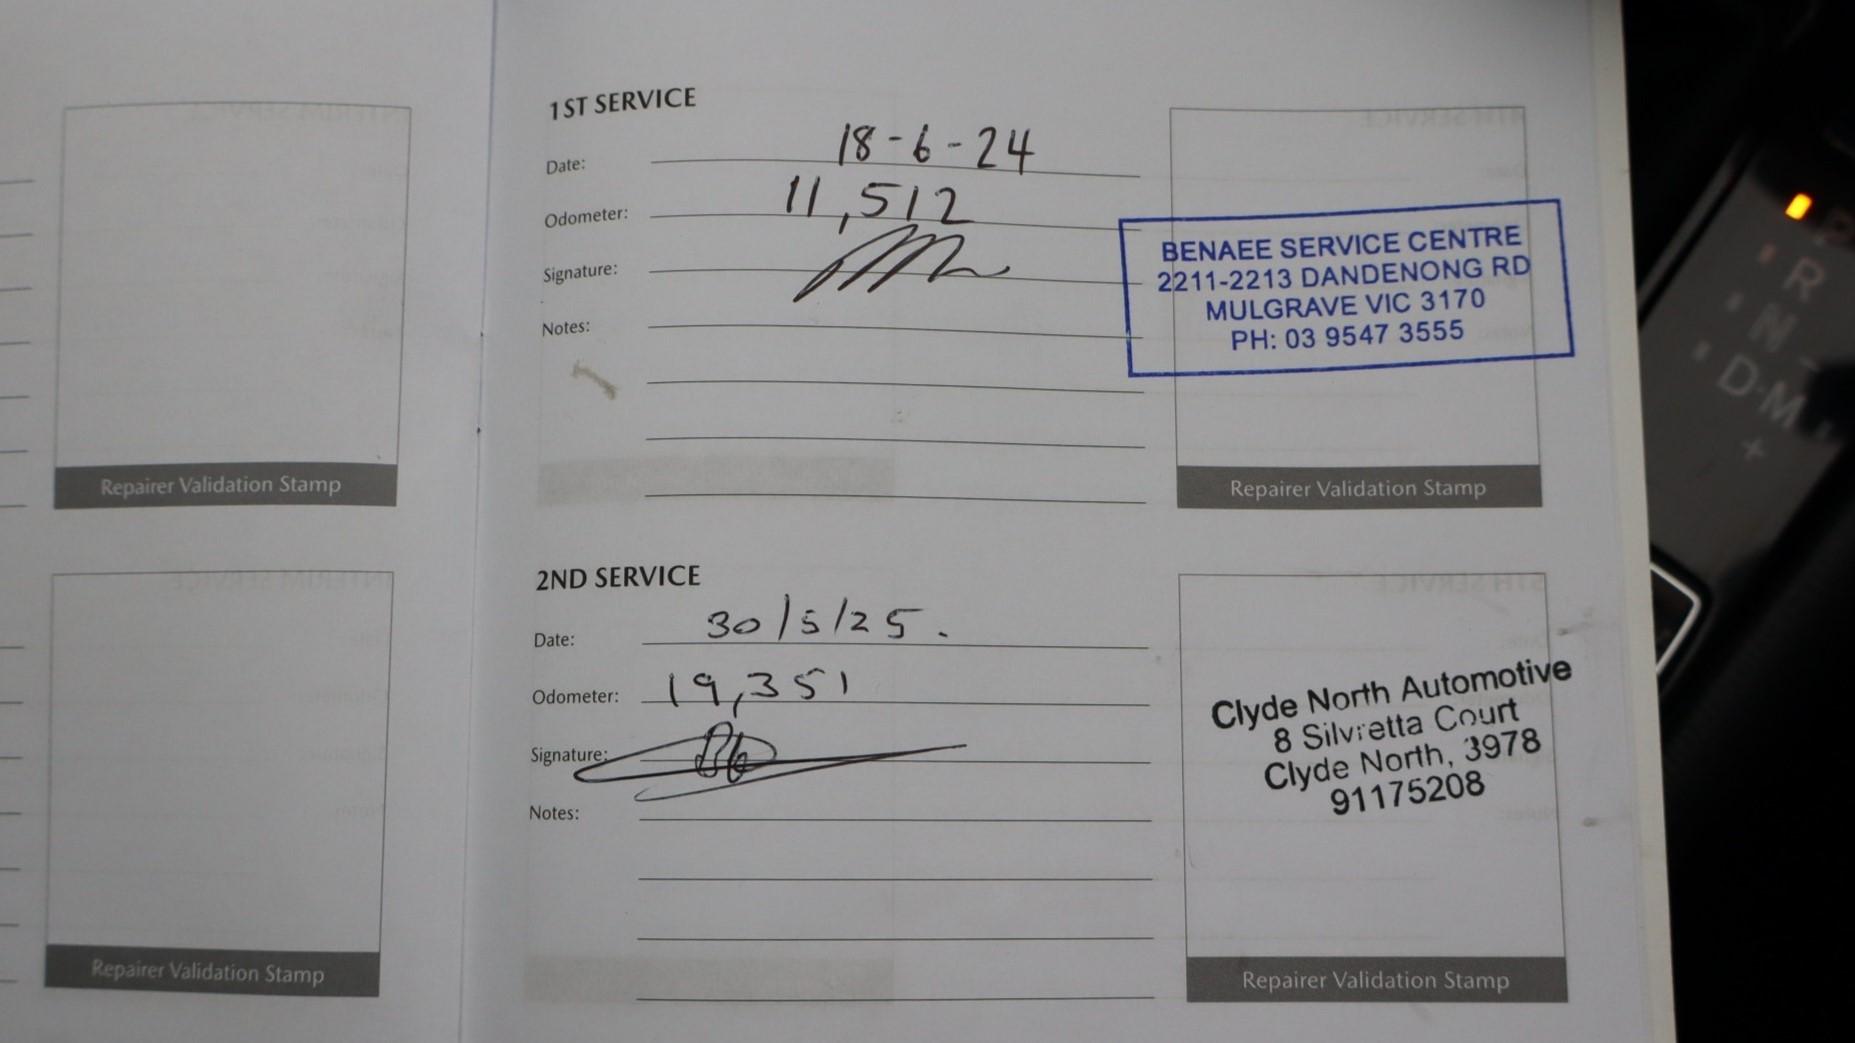 1ST SERVICE
Date: 18-6-24
Odometer: 11,512
Signature:
Notes:
BENAEE SERVICE CENTRE
2211-2213 DANDENONG RD
MULGRAVE VIC 3170
PH: 03 9547 3555
Repairer Validation Stamp
Repairer Validation Stamp
2ND SERVICE
Date: 30/5/25.
Odometer: 19,351
Signature:
Notes:
Clyde North Automotive
8 Silvretta Court
Clyde North, 3978
91175208
Repairer Validation Stamp
Repairer Validation Stamp
R
N
D-M
+
-